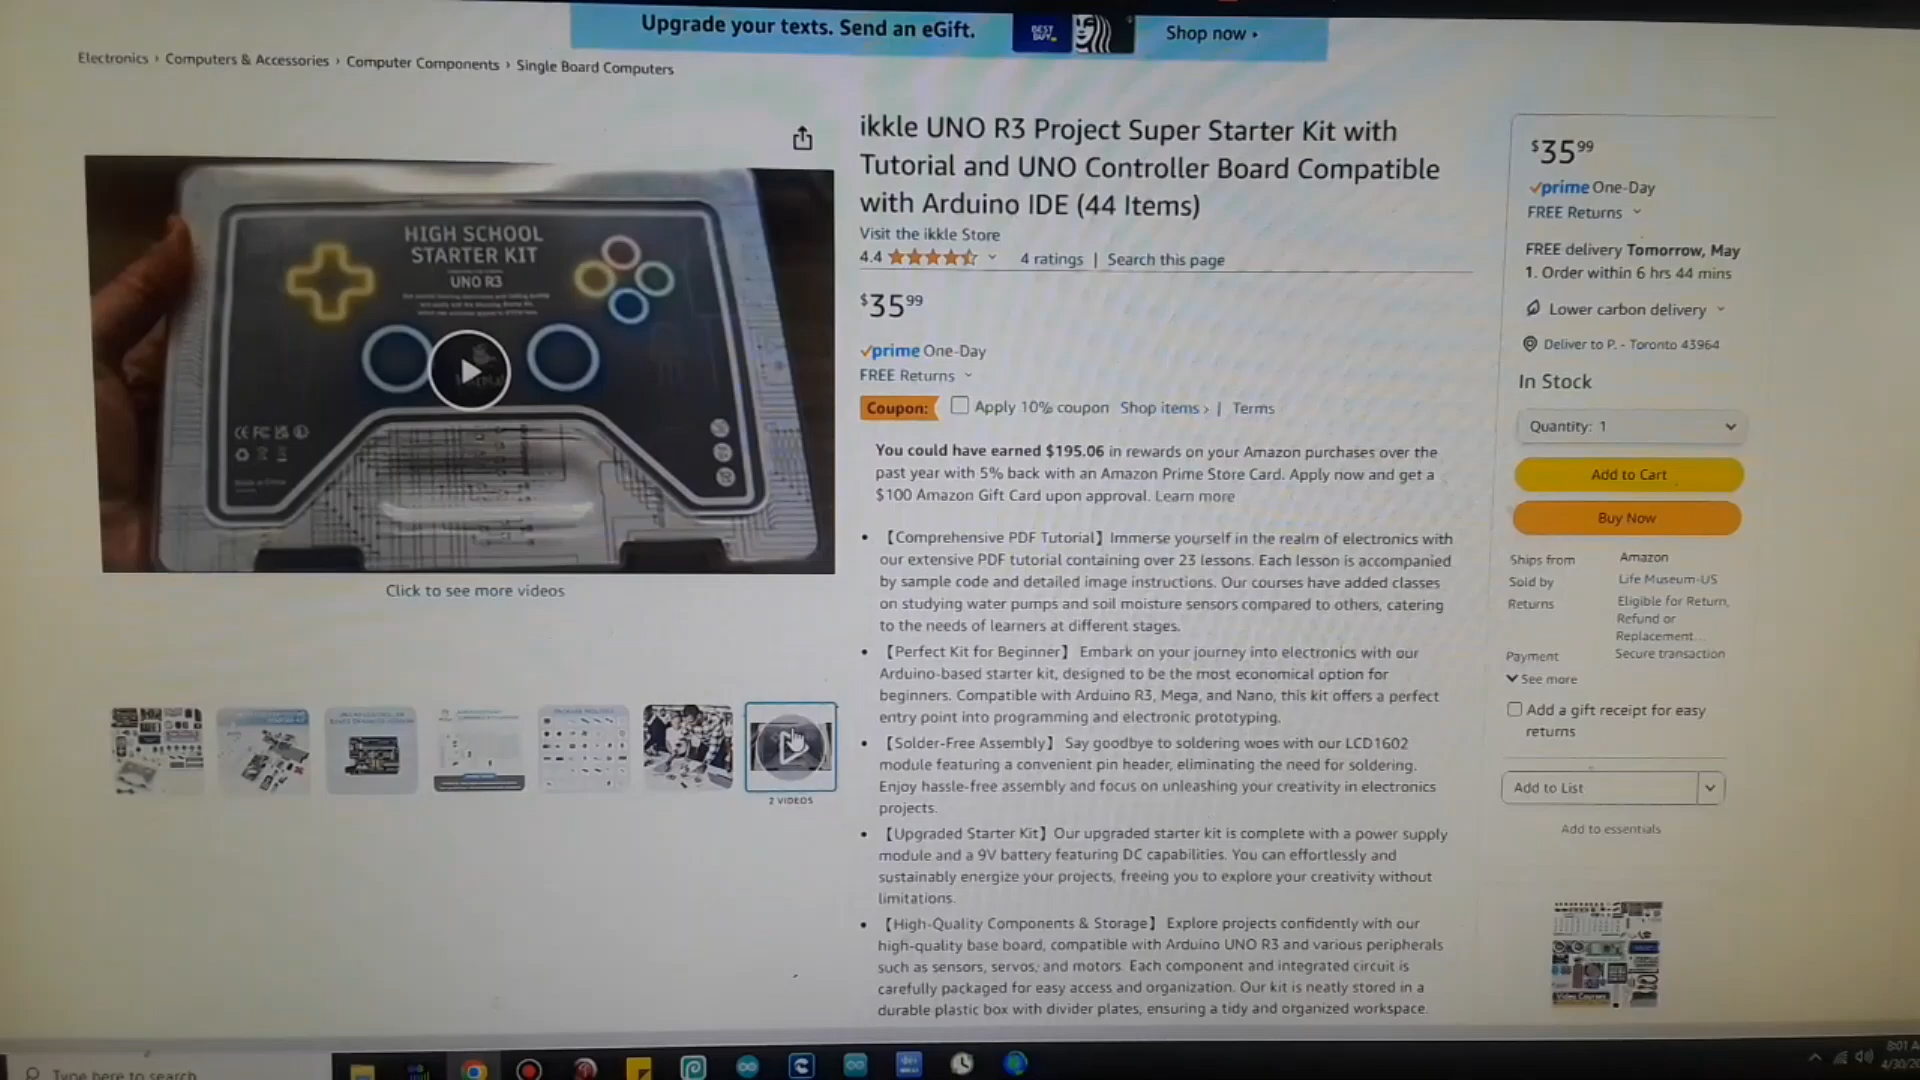 Upgrade your texts. Send an eGift.
BEST BUY
Shop now
Electronics › Computers & Accessories › Computer Components › Single Board Computers
ikkle UNO R3 Project Super Starter Kit with
Tutorial and UNO Controller Board Compatible
with Arduino IDE (44 Items)
Visit the ikkle Store
4.4 4 ratings | Search this page
$35.99
prime One-Day
FREE Returns
Coupon: Apply 10% coupon Shop items › | Terms
You could have earned $195.06 in rewards on your Amazon purchases over the
past year with 5% back with an Amazon Prime Store Card. Apply now and get a
$100 Amazon Gift Card upon approval. Learn more
• 【Comprehensive PDF Tutorial】Immerse yourself in the realm of electronics with
our extensive PDF tutorial containing over 23 lessons. Each lesson is accompanied
by sample code and detailed image instructions. Our courses have added classes
on studying water pumps and soil moisture sensors compared to others, catering
to the needs of learners at different stages.
• 【Perfect Kit for Beginner】 Embark on your journey into electronics with our
Arduino-based starter kit, designed to be the most economical option for
beginners. Compatible with Arduino R3, Mega, and Nano, this kit offers a perfect
entry point into programming and electronic prototyping.
• 【Solder-Free Assembly】 Say goodbye to soldering woes with our LCD1602
module featuring a convenient pin header, eliminating the need for soldering.
Enjoy hassle-free assembly and focus on unleashing your creativity in electronics
projects.
• 【Upgraded Starter Kit】Our upgraded starter kit is complete with a power supply
module and a 9V battery featuring DC capabilities. You can effortlessly and
sustainably energize your projects, freeing you to explore your creativity without
limitations.
• 【High-Quality Components & Storage】 Explore projects confidently with our
high-quality base board, compatible with Arduino UNO R3 and various peripherals
such as sensors, servos, and motors. Each component and integrated circuit is
carefully packaged for easy access and organization. Our kit is neatly stored in a
durable plastic box with divider plates, ensuring a tidy and organized workspace.
HIGH SCHOOL
STARTER KIT
UNO R3
Click to see more videos
2 VIDEOS
$35.99
prime One-Day
FREE Returns
FREE delivery Tomorrow, May
1. Order within 6 hrs 44 mins
Lower carbon delivery
Deliver to P. - Toronto 43964
In Stock
Quantity: 1
Add to Cart
Buy Now
Ships from Amazon
Sold by Life Museum-US
Returns Eligible for Return,
Refund or
Replacement...
Payment Secure transaction
See more
Add a gift receipt for easy
returns
Add to List
Add to essentials
Video Courses
Type here to search
8:01 A
4/30/20